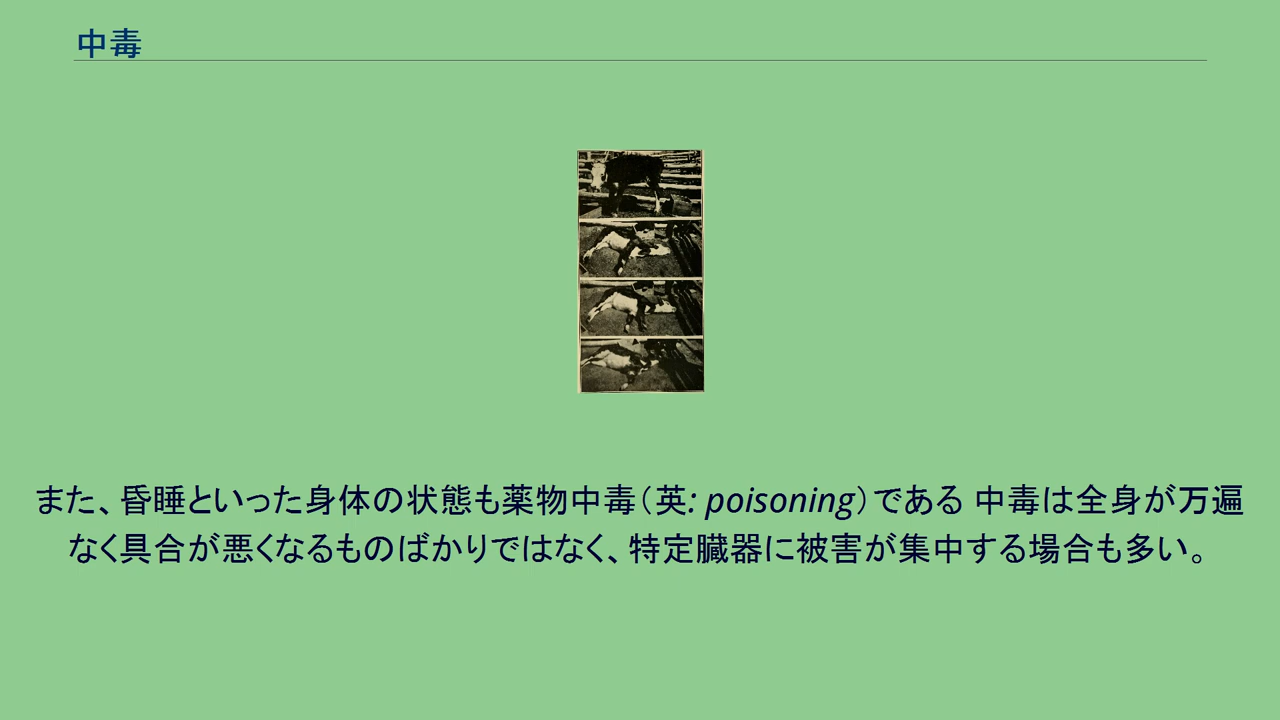 中毒
また、昏睡といった身体の状態も薬物中毒（英: poisoning）である 中毒は全身が万遍
なく具合が悪くなるものばかりではなく、特定臓器に被害が集中する場合も多い。